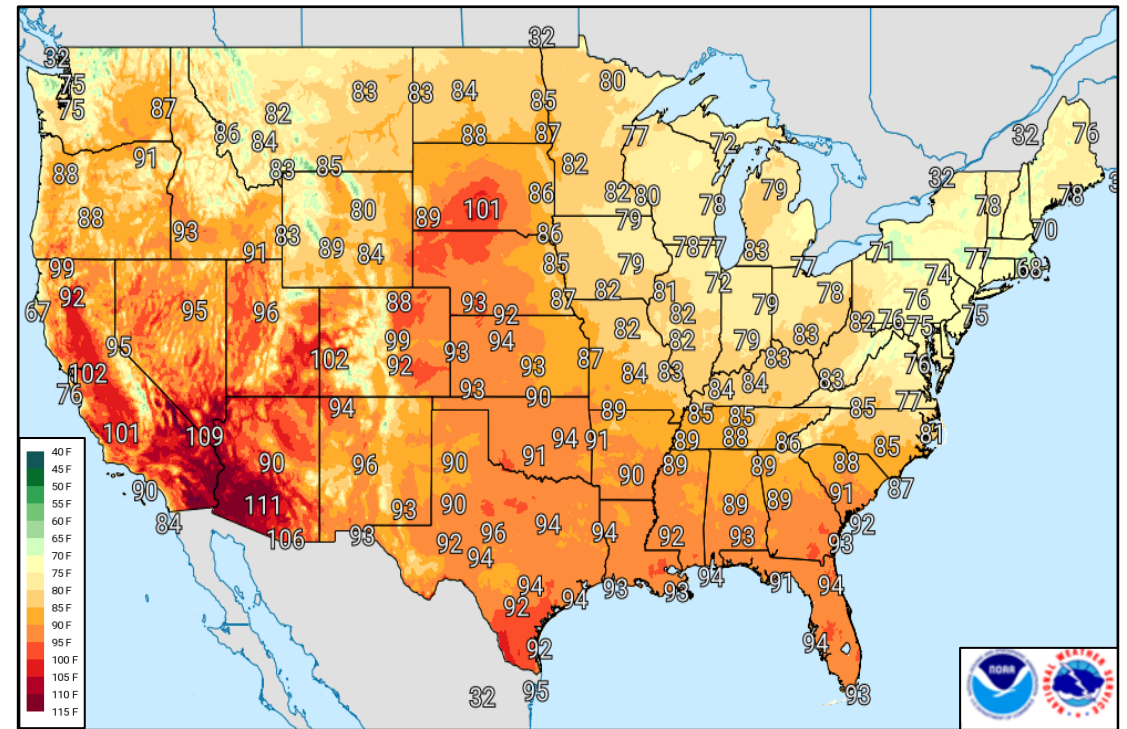 32
32 75 75 87 86 82 84 83 83 84 85 80
88 87 77 72 32 76
88 91 83 85 82 79 32 78 78
88 93 83 80 89 101 86 82 80 79 78 70
91 89 84 86 85 79 78 77 83 77 71 77 68
99 92 67 95 96 88 93 92 87 82 81 72 79 78 74 76 75
95 102 99 92 93 94 93 87 82 82 82 79 83 82 76 75
102 76 93 90 84 83 84 84 83 83 76 77
101 109 94 89 85 85 85 81
90 96 90 91 94 91 89 88 86 85
90 111 93 90 90 89 89 89 88 91 87
84 106 93 92 96 94 94 94 92 93 93 92
94 92 94 93 93 94 91 94
92 94
32 95 93
40 F
45 F
50 F
55 F
60 F
65 F
70 F
75 F
80 F
85 F
90 F
95 F
100 F
105 F
110 F
115 F
NOAA
NATIONAL WEATHER SERVICE